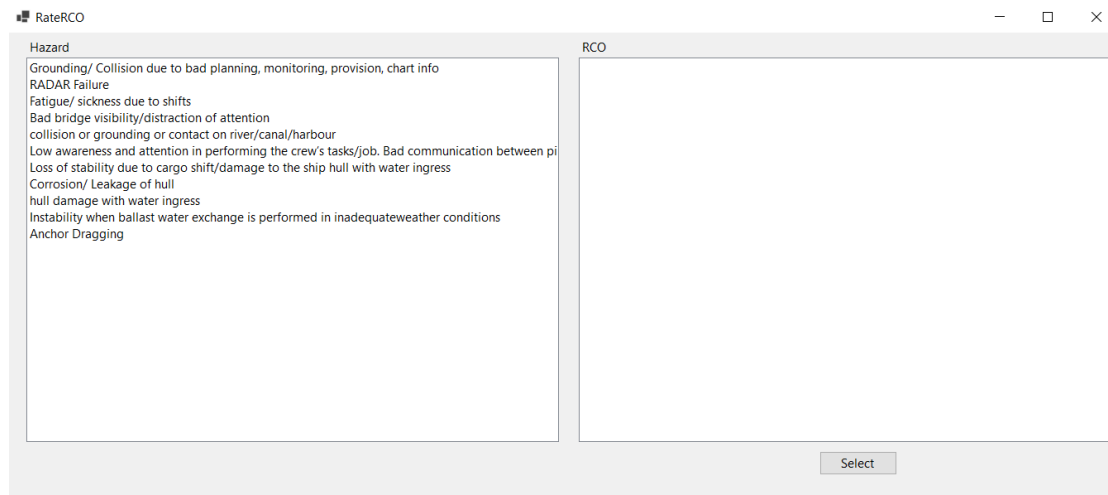 RateRCO
Hazard
RCO
Grounding/ Collision due to bad planning, monitoring, provision, chart info
RADAR Failure
Fatigue/ sickness due to shifts
Bad bridge visibility/distraction of attention
collision or grounding or contact on river/canal/harbour
Low awareness and attention in performing the crew's tasks/job. Bad communication between pi
Loss of stability due to cargo shift/damage to the ship hull with water ingress
Corrosion/ Leakage of hull
hull damage with water ingress
Instability when ballast water exchange is performed in inadequateweather conditions
Anchor Dragging
Select